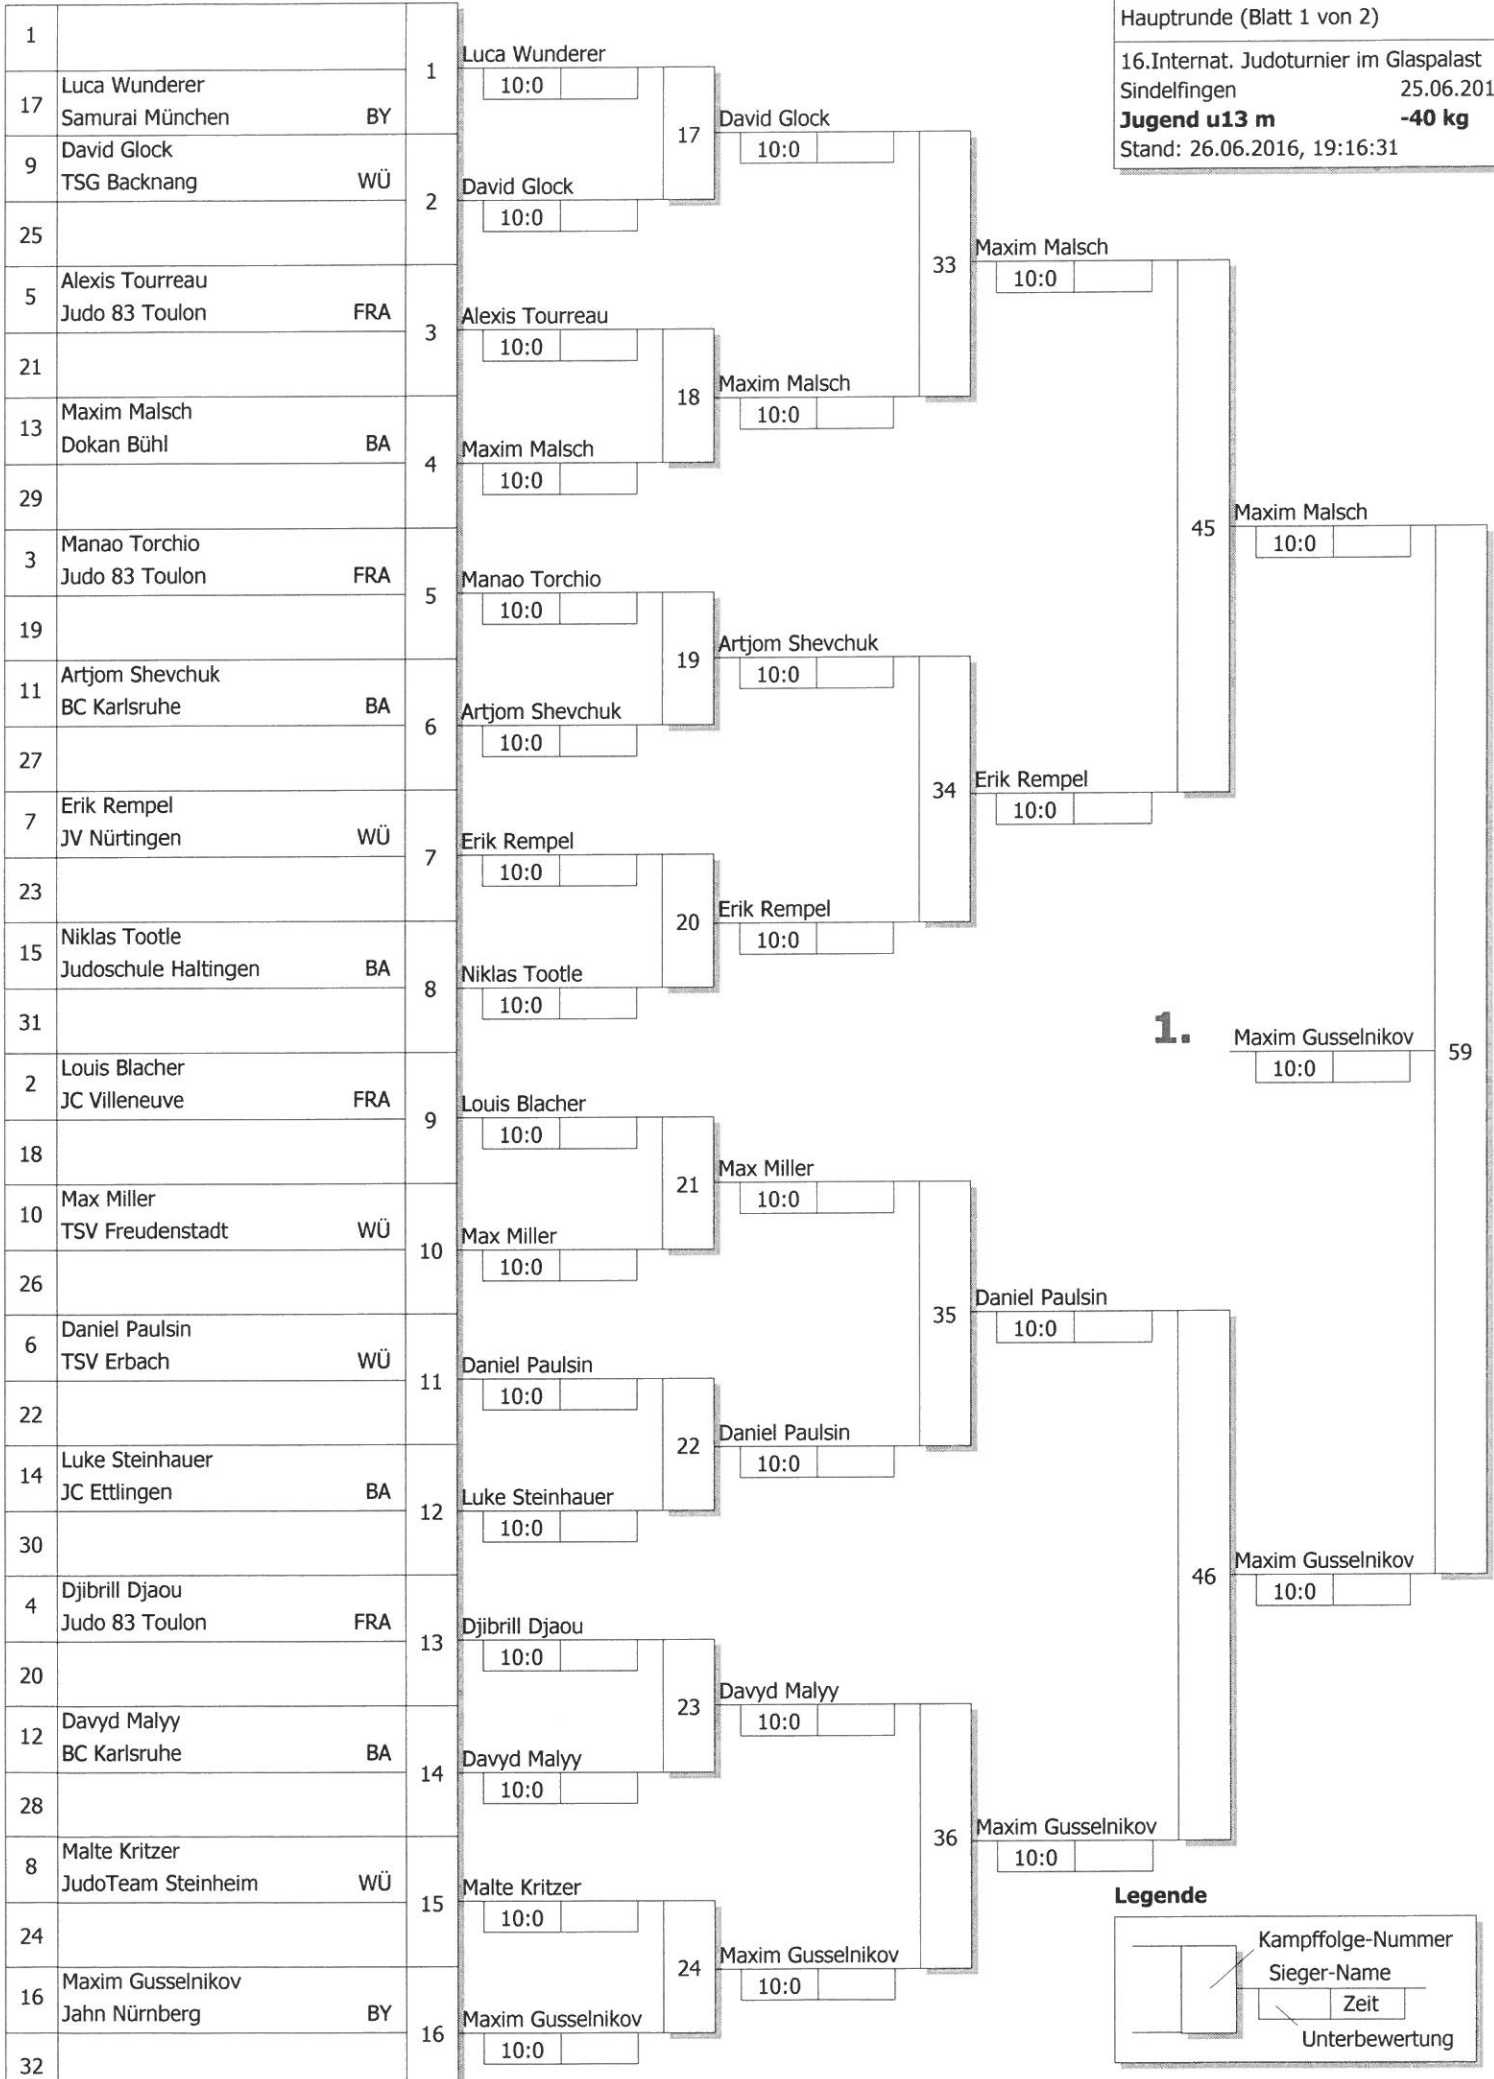 Hauptrunde (Blatt 1 von 2)
16.Internat. Judoturnier im Glaspalast
Sindelfingen 25.06.201
Jugend u13 m -40 kg
Stand: 26.06.2016, 19:16:31
1
17 Luca Wunderer
Samurai München BY
9 David Glock
TSG Backnang WÜ
25
5 Alexis Tourreau
Judo 83 Toulon FRA
21
13 Maxim Malsch
Dokan Bühl BA
29
3 Manao Torchio
Judo 83 Toulon FRA
19
11 Artjom Shevchuk
BC Karlsruhe BA
27
7 Erik Rempel
JV Nürtingen WÜ
23
15 Niklas Tootle
Judoschule Haltingen BA
31
2 Louis Blacher
JC Villeneuve FRA
18
10 Max Miller
TSV Freudenstadt WÜ
26
6 Daniel Paulsin
TSV Erbach WÜ
22
14 Luke Steinhauer
JC Ettlingen BA
30
4 Djibrill Djaou
Judo 83 Toulon FRA
20
12 Davyd Malyy
BC Karlsruhe BA
28
8 Malte Kritzer
JudoTeam Steinheim WÜ
24
16 Maxim Gusselnikov
Jahn Nürnberg BY
32
1 Luca Wunderer
10:0
2 David Glock
10:0
3 Alexis Tourreau
10:0
4 Maxim Malsch
10:0
5 Manao Torchio
10:0
6 Artjom Shevchuk
10:0
7 Erik Rempel
10:0
8 Niklas Tootle
10:0
9 Louis Blacher
10:0
10 Max Miller
10:0
11 Daniel Paulsin
10:0
12 Luke Steinhauer
10:0
13 Djibrill Djaou
10:0
14 Davyd Malyy
10:0
15 Malte Kritzer
10:0
16 Maxim Gusselnikov
10:0
17 David Glock
10:0
18 Maxim Malsch
10:0
19 Artjom Shevchuk
10:0
20 Erik Rempel
10:0
21 Max Miller
10:0
22 Daniel Paulsin
10:0
23 Davyd Malyy
10:0
24 Maxim Gusselnikov
10:0
33 Maxim Malsch
10:0
34 Erik Rempel
10:0
35 Daniel Paulsin
10:0
36 Maxim Gusselnikov
10:0
45 Maxim Malsch
10:0
46 Maxim Gusselnikov
10:0
1. Maxim Gusselnikov 59
10:0
Legende
Kampffolge-Nummer
Sieger-Name
Zeit
Unterbewertung